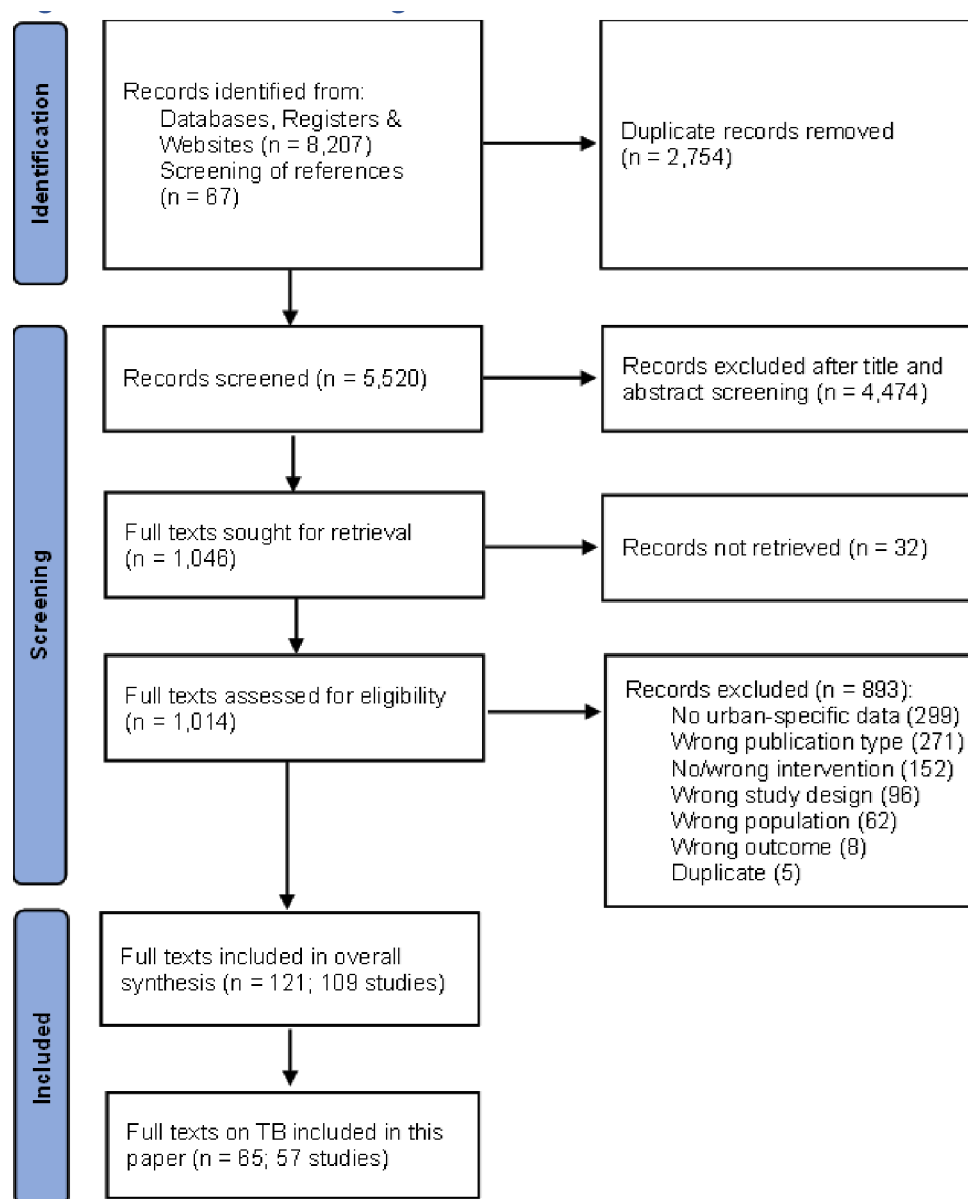 Identification
Records identified from:
Databases, Registers &
Websites (n = 8,207)
Screening of references
(n = 67)
Duplicate records removed
(n = 2,754)
Screening
Records screened (n = 5,520)
Records excluded after title and
abstract screening (n = 4,474)
Full texts sought for retrieval
(n = 1,046)
Records not retrieved (n = 32)
Full texts assessed for eligibility
(n = 1,014)
Records excluded (n = 893):
No urban-specific data (299)
Wrong publication type (271)
No/wrong intervention (152)
Wrong study design (96)
Wrong population (62)
Wrong outcome (8)
Duplicate (5)
Included
Full texts included in overall
synthesis (n = 121; 109 studies)
Full texts on TB included in this
paper (n = 65; 57 studies)